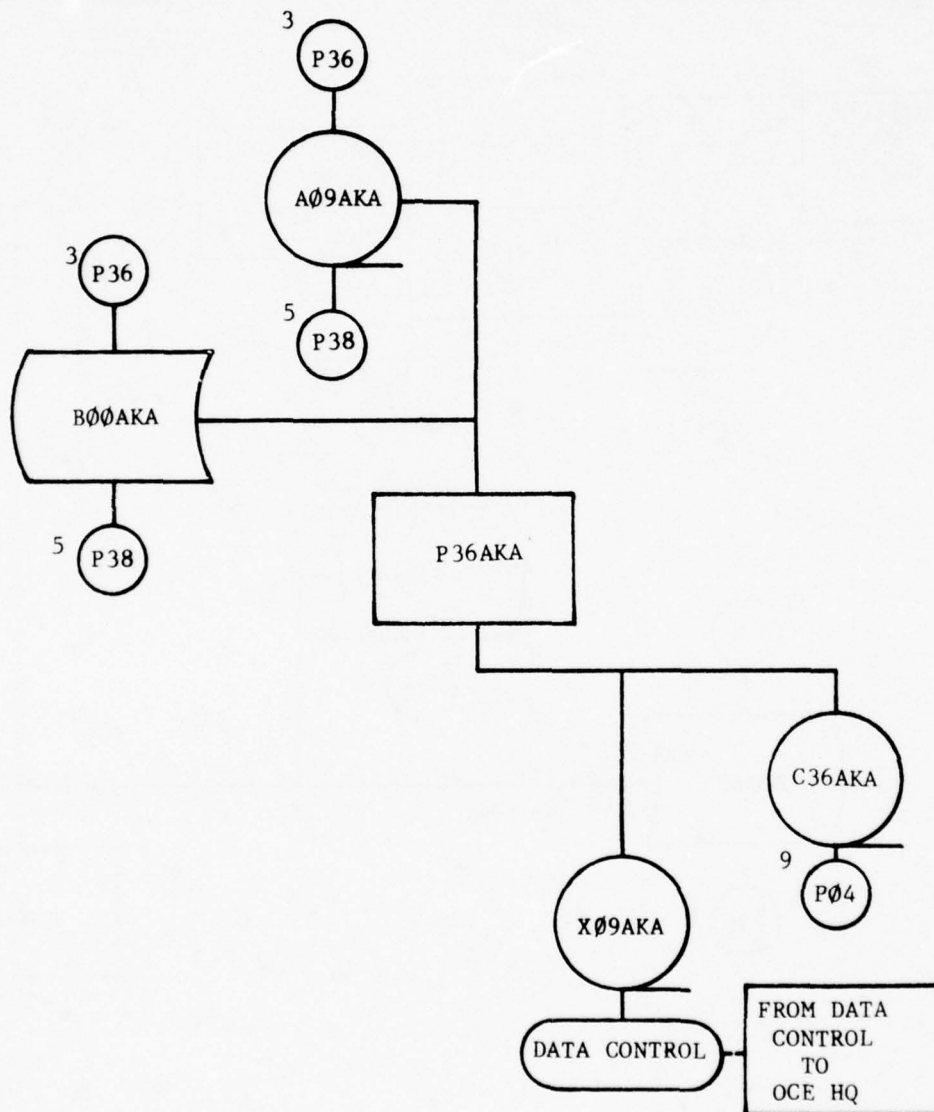 3
P36
AØ9AKA
3
P36
5
P38
BØØAKA
P36AKA
5
P38
C36AKA
9
PØ4
XØ9AKA
DATA CONTROL
FROM DATA
CONTROL
TO
OCE HQ